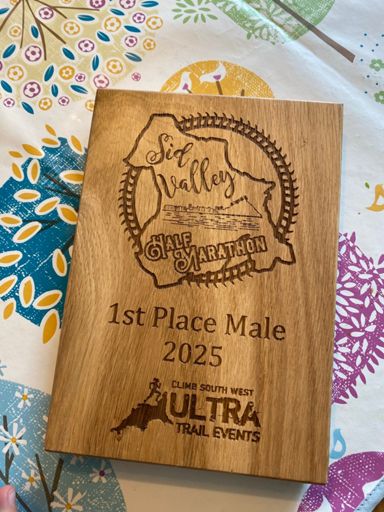 Sid
Valley
HALF
MARATHON
1st Place Male
2025
CLIMB SOUTH WEST
ULTRA
TRAIL EVENTS